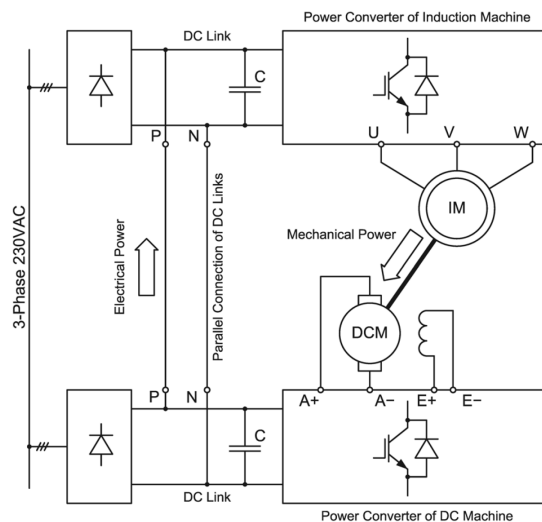 Power Converter of Induction Machine
DC Link
C
P
N
U
V
W
IM
3-Phase 230VAC
Electrical Power
Parallel Connection of DC Links
Mechanical Power
DCM
P
N
A+
A−
E+
E−
C
DC Link
Power Converter of DC Machine